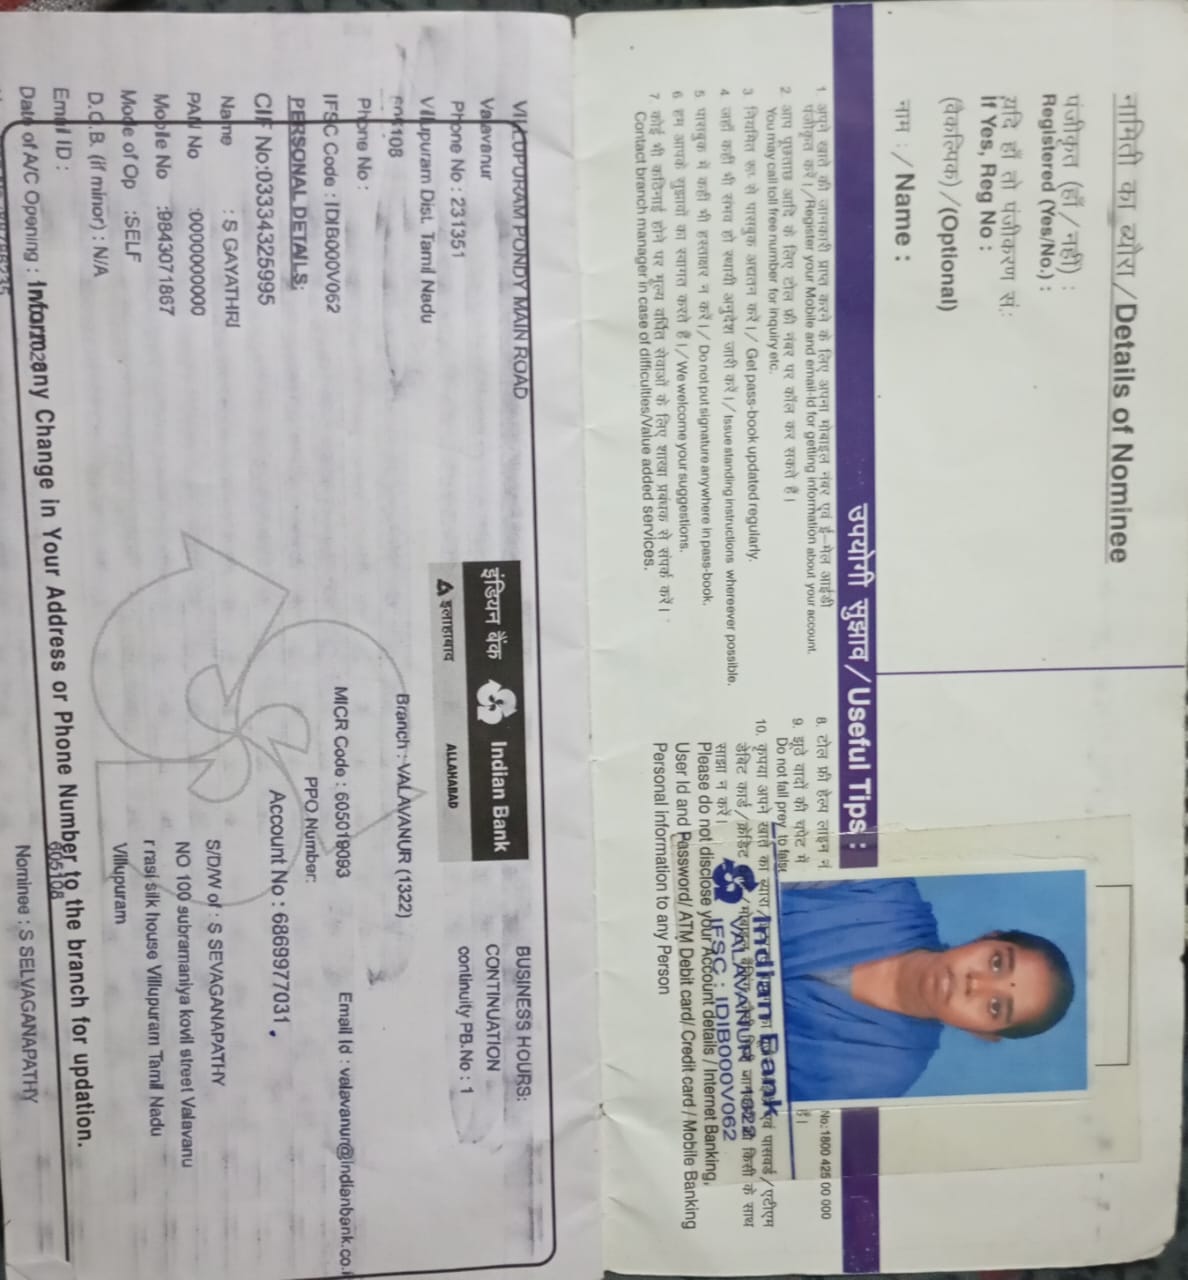 नामिती का ब्योरा / Details of Nominee
पंजीकृत (हाँ/नहीं) :
Registered (Yes/No.) :
यदि हाँ तो पंजीकरण सं.:
If Yes, Reg No :
(वैकल्पिक) / (Optional)
नाम : / Name :
उपयोगी सुझाव / Useful Tips :
1. अपने खाते की जानकारी प्राप्त करने के लिए अपना मोबाइल नंबर एवं ई-मेल आईडी
पंजीकृत करें। / Register your Mobile and email-Id for getting information about your account.
2. आप पूछताछ आदि के लिए टोल फ्री नंबर पर कॉल कर सकते हैं।
You may call toll free number for inquiry etc.
3. नियमित रूप से पासबुक अद्यतन करें। / Get pass-book updated regularly.
4. जहाँ कहीं भी संभव हो स्थायी अनुदेश जारी करें। / Issue standing instructions whereever possible.
5. पासबुक में कहीं भी हस्ताक्षर न करें। / Do not put signature anywhere in pass-book.
6. हम आपके सुझावों का स्वागत करते हैं। / We welcome your suggestions.
7. कोई भी कठिनाई होने पर मूल्य वर्धित सेवाओं के लिए शाखा प्रबंधक से संपर्क करें।
Contact branch manager in case of difficulties/Value added services.
8. टोल फ्री हेल्प लाइन नं No: 1800 425 00 000
9. झूठे वादों की चपेट में हैं।
Do not fall prey to false
10. कृपया अपने खाते का ब्योरा / एवं पासवर्ड / एटीएम
डेबिट कार्ड / क्रेडिट / मोबाइल किसी के साथ
साझा न करें।
Please do not disclose your Account details / Internet Banking,
User Id and Password/ ATM Debit card/ Credit card / Mobile Banking
Personal information to any Person
Indian Bank
VALAVANUR 1322
IFSC : IDIB000V062
इंडियन बैंक Indian Bank
इलाहाबाद ALLAHABAD
VILLUPURAM PONDY MAIN ROAD
BUSINESS HOURS:
Valavanur
CONTINUATION
Phone No : 231351
continuity PB.No : 1
Villupuram Dist. Tamil Nadu
605108
Branch : VALAVANUR (1322)
Phone No :
Email Id : valavanur@indianbank.co.i
IFSC Code : IDIB000V062
MICR Code : 605019093
PERSONAL DETAILS:
PPO Number:
CIF No:03334325995
Account No : 6869977031
Name : S GAYATHRI
S/D/W of : S SEVAGANAPATHY
PAN No :0000000000
NO 100 subramaniya kovil street Valavanu
Mobile No :9843071867
r rasi silk house Villupuram Tamil Nadu
Mode of Op :SELF
Villupuram
D.O.B. (if minor) : N/A
Email ID :
605108
Inform any Change in Your Address or Phone Number to the branch for updation.
Date of A/C Opening :
Nominee : S SELVAGANAPATHY